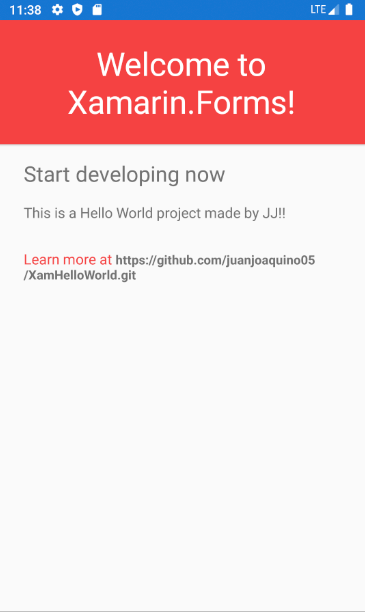 11:38 LTE
Welcome to
Xamarin.Forms!
Start developing now
This is a Hello World project made by JJ!!
Learn more at https://github.com/juanjoaquino05
/XamHelloWorld.git